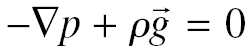 −∇p + ρg⃗ = 0